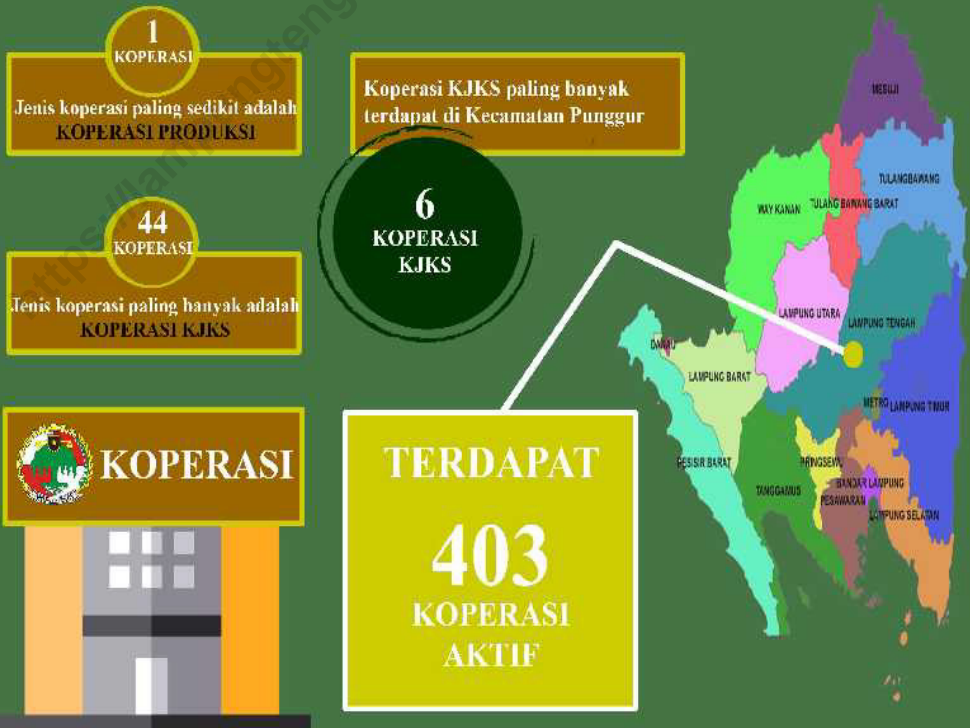 1
KOPERASI
Jenis koperasi paling sedikit adalah
KOPERASI PRODUKSI
44
KOPERASI
Jenis koperasi paling banyak adalah
KOPERASI KJKS
Koperasi KJKS paling banyak
terdapat di Kecamatan Punggur
6
KOPERASI
KJKS
KOPERASI
TERDAPAT
403
KOPERASI
AKTIF
MESUJI
TULANGBAWANG
WAY KANAN
TULANG BAWANG BARAT
LAMPUNG UTARA
LAMPUNG TENGAH
LAMPUNG BARAT
METRO
LAMPUNG TIMUR
PESISIR BARAT
PRINGSEWU
BANDAR LAMPUNG
TANGGAMUS
PESAWARAN
LAMPUNG SELATAN